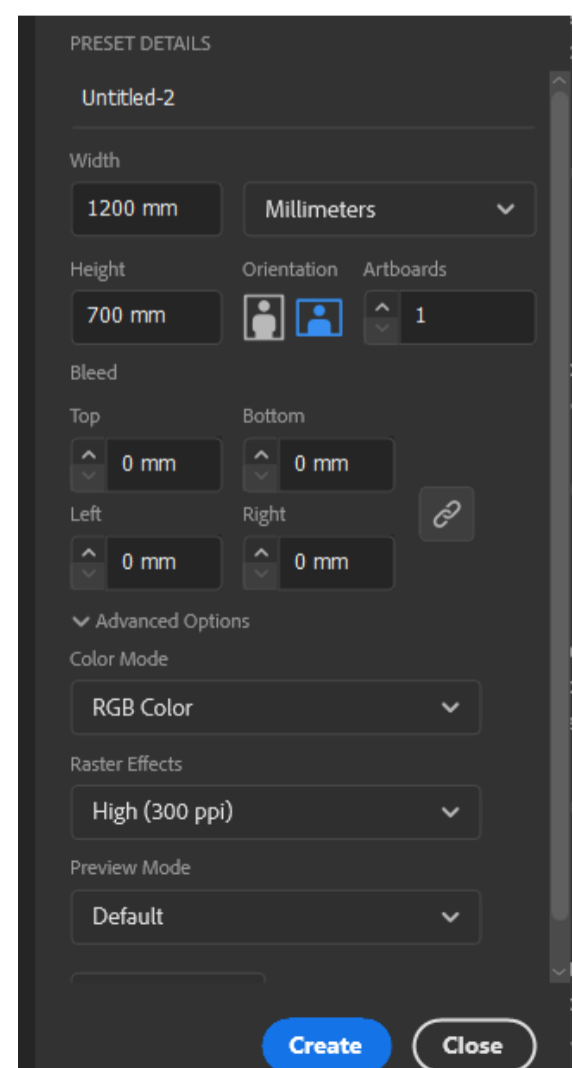 PRESET DETAILS
Untitled-2
Width
1200 mm Millimeters
Height Orientation Artboards
700 mm 1
Bleed
Top Bottom
0 mm 0 mm
Left Right
0 mm 0 mm
Advanced Options
Color Mode
RGB Color
Raster Effects
High (300 ppi)
Preview Mode
Default
Create Close